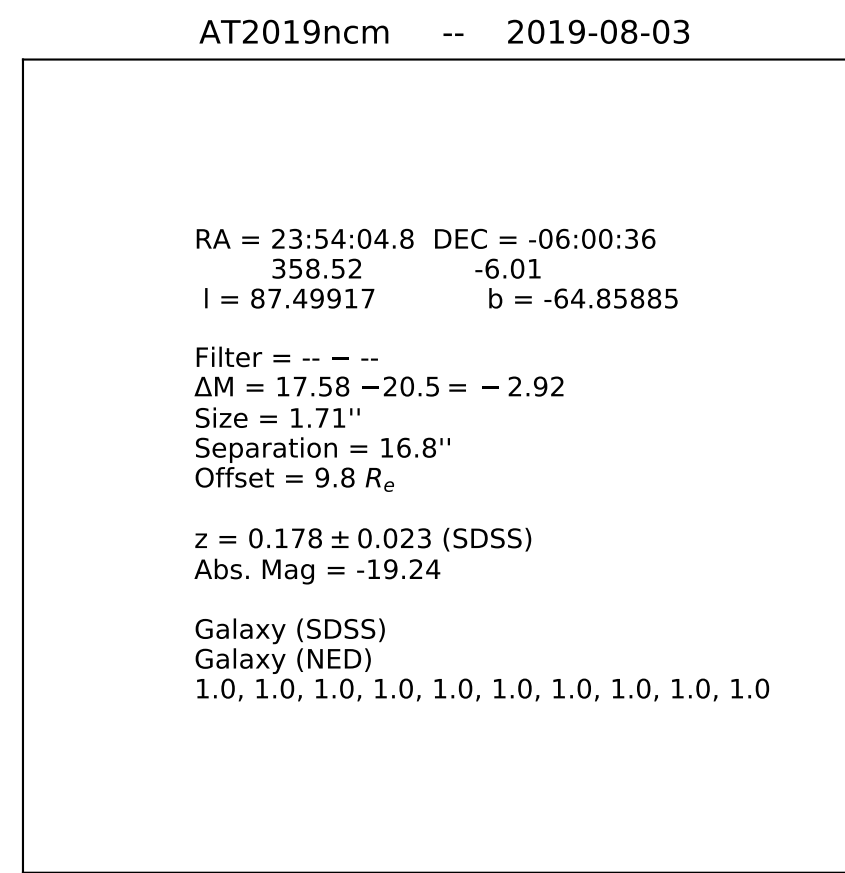 AT2019ncm -- 2019-08-03
RA = 23:54:04.8 DEC = -06:00:36
358.52 -6.01
l = 87.49917 b = -64.85885
Filter = -- − --
ΔM = 17.58 −20.5 = − 2.92
Size = 1.71''
Separation = 16.8''
Offset = 9.8 Rₑ
z = 0.178 ± 0.023 (SDSS)
Abs. Mag = -19.24
Galaxy (SDSS)
Galaxy (NED)
1.0, 1.0, 1.0, 1.0, 1.0, 1.0, 1.0, 1.0, 1.0, 1.0